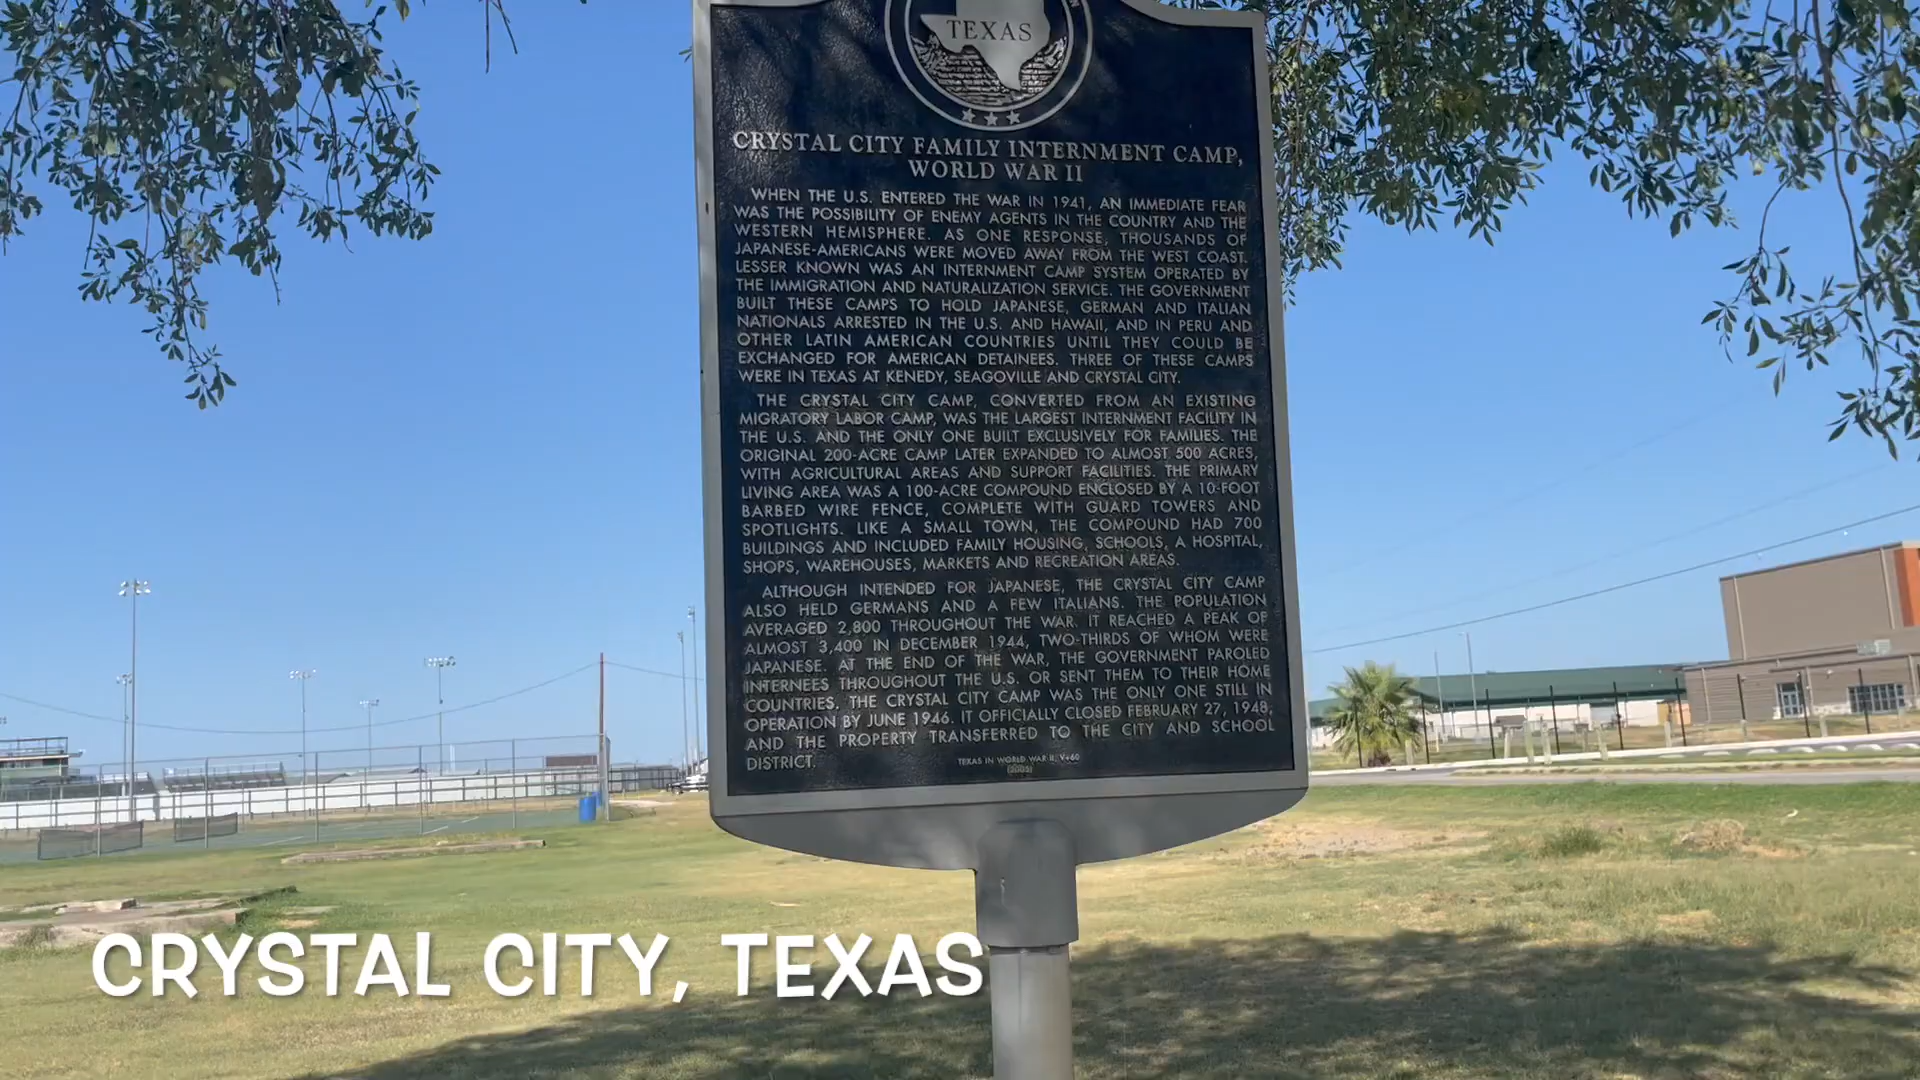 TEXAS
CRYSTAL CITY FAMILY INTERNMENT CAMP,
WORLD WAR II
WHEN THE U.S. ENTERED THE WAR IN 1941, AN IMMEDIATE FEAR
WAS THE POSSIBILITY OF ENEMY AGENTS IN THE COUNTRY AND THE
WESTERN HEMISPHERE. AS ONE RESPONSE, THOUSANDS OF
JAPANESE-AMERICANS WERE MOVED AWAY FROM THE WEST COAST.
LESSER KNOWN WAS AN INTERNMENT CAMP SYSTEM OPERATED BY
THE IMMIGRATION AND NATURALIZATION SERVICE. THE GOVERNMENT
BUILT THESE CAMPS TO HOLD JAPANESE, GERMAN AND ITALIAN
NATIONALS ARRESTED IN THE U.S. AND HAWAII, AND IN PERU AND
OTHER LATIN AMERICAN COUNTRIES UNTIL THEY COULD BE
EXCHANGED FOR AMERICAN DETAINEES. THREE OF THESE CAMPS
WERE IN TEXAS AT KENEDY, SEAGOVILLE AND CRYSTAL CITY.
THE CRYSTAL CITY CAMP, CONVERTED FROM AN EXISTING
MIGRATORY LABOR CAMP, WAS THE LARGEST INTERNMENT FACILITY IN
THE U.S. AND THE ONLY ONE BUILT EXCLUSIVELY FOR FAMILIES. THE
ORIGINAL 200-ACRE CAMP LATER EXPANDED TO ALMOST 500 ACRES,
WITH AGRICULTURAL AREAS AND SUPPORT FACILITIES. THE PRIMARY
LIVING AREA WAS A 100-ACRE COMPOUND ENCLOSED BY A 10-FOOT
BARBED WIRE FENCE, COMPLETE WITH GUARD TOWERS AND
SPOTLIGHTS. LIKE A SMALL TOWN, THE COMPOUND HAD 700
BUILDINGS AND INCLUDED FAMILY HOUSING, SCHOOLS, A HOSPITAL,
SHOPS, WAREHOUSES, MARKETS AND RECREATION AREAS.
ALTHOUGH INTENDED FOR JAPANESE, THE CRYSTAL CITY CAMP
ALSO HELD GERMANS AND A FEW ITALIANS. THE POPULATION
AVERAGED 2,800 THROUGHOUT THE WAR. IT REACHED A PEAK OF
ALMOST 3,400 IN DECEMBER 1944, TWO-THIRDS OF WHOM WERE
JAPANESE. AT THE END OF THE WAR, THE GOVERNMENT PAROLED
INTERNEES THROUGHOUT THE U.S. OR SENT THEM TO THEIR HOME
COUNTRIES. THE CRYSTAL CITY CAMP WAS THE ONLY ONE STILL IN
OPERATION BY JUNE 1946. IT OFFICIALLY CLOSED FEBRUARY 27, 1948,
AND THE PROPERTY TRANSFERRED TO THE CITY AND SCHOOL
DISTRICT.
TEXAS IN WORLD WAR II, V+60
(2005)
CRYSTAL CITY, TEXAS